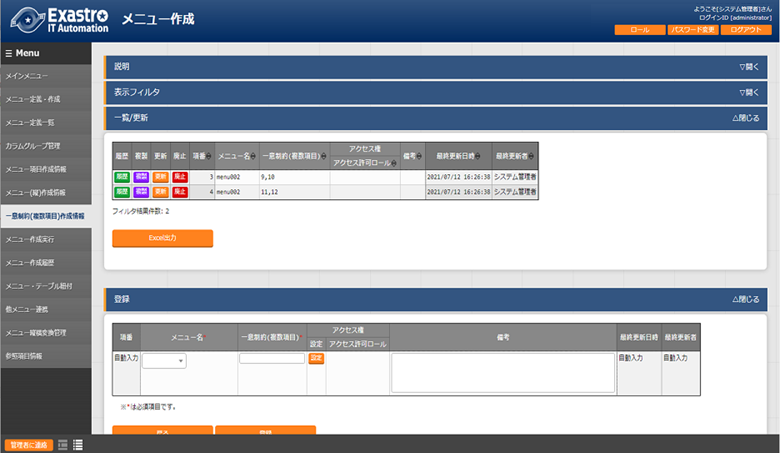 Exastro
IT Automation
メニュー作成
ようこそ[システム管理者]さん
ログインID [administrator]
ロール パスワード変更 ログアウト
☰ Menu
メインメニュー
メニュー定義・作成
メニュー定義一覧
カラムグループ管理
メニュー項目作成情報
メニュー(縦)作成情報
一意制約(複数項目)作成情報
メニュー作成実行
メニュー作成履歴
メニュー・テーブル紐付
他メニュー連携
メニュー縦横変換管理
参照項目情報
説明 ▽開く
表示フィルタ ▽開く
一覧/更新 △閉じる
履歴 複製 更新 廃止 項番 メニュー名 一意制約(複数項目) アクセス権 備考 最終更新日時 最終更新者
アクセス許可ロール
履歴 複製 更新 廃止 3 menu002 9,10 2021/07/12 16:26:38 システム管理者
履歴 複製 更新 廃止 4 menu002 11,12 2021/07/12 16:26:38 システム管理者
フィルタ結果件数: 2
Excel出力
登録 △閉じる
項番 メニュー名* 一意制約(複数項目)* アクセス権 備考 最終更新日時 最終更新者
設定 アクセス許可ロール
自動入力 設定 自動入力 自動入力
※*は必須項目です。
戻る 登録
管理者に連絡